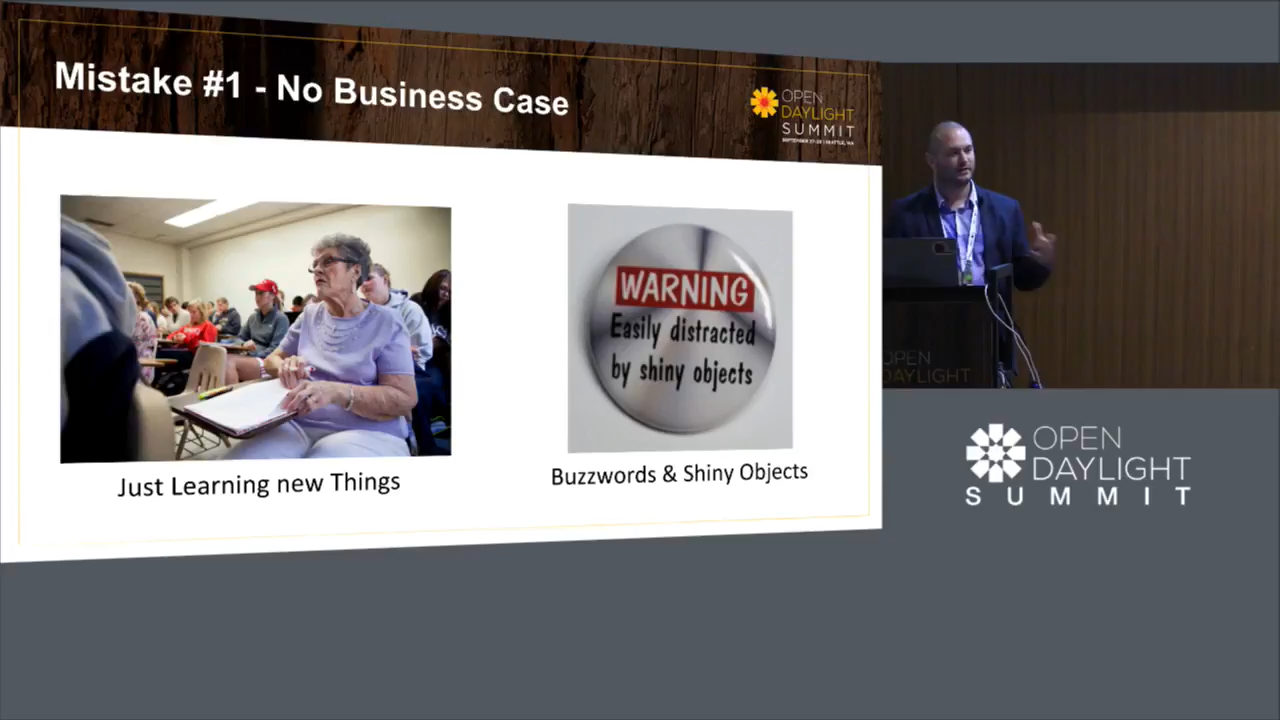 Mistake #1 - No Business Case
OPEN
DAYLIGHT
SUMMIT
WARNING
Easily distracted
by shiny objects
Just Learning new Things
Buzzwords & Shiny Objects
OPEN
DAYLIGHT
OPEN
DAYLIGHT
SUMMIT